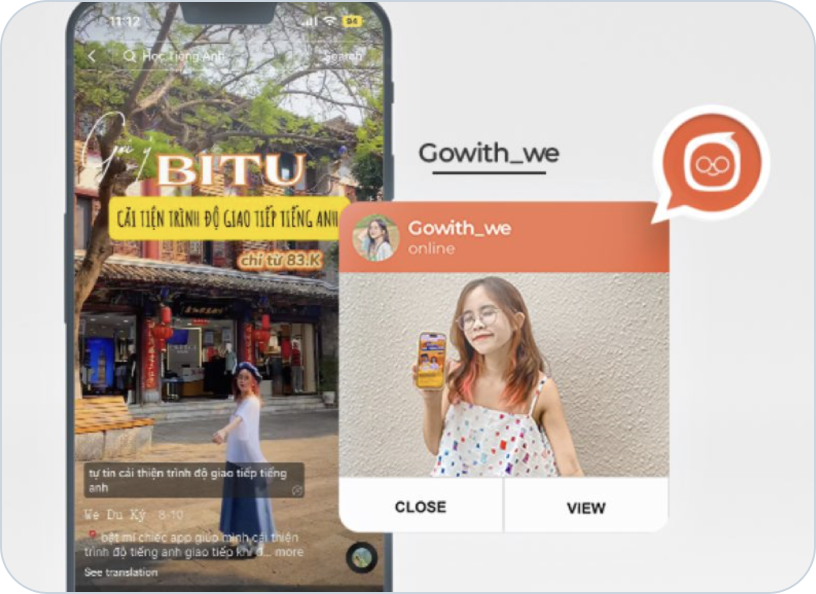 11:12
94
Học Tiếng Anh
Search
Gợi ý
BITU
CẢI TIỆN TRÌNH ĐỘ GIAO TIẾP TIẾNG ANH
chỉ từ 83.K
tự tin cải thiện trình độ giao tiếp tiếng
anh
We Du Ký 8-10
bật mí chiếc app giúp mình cải thiện
trình độ tiếng anh giao tiếp khi đ... more
See translation
Gowith_we
Gowith_we
online
CLOSE
VIEW